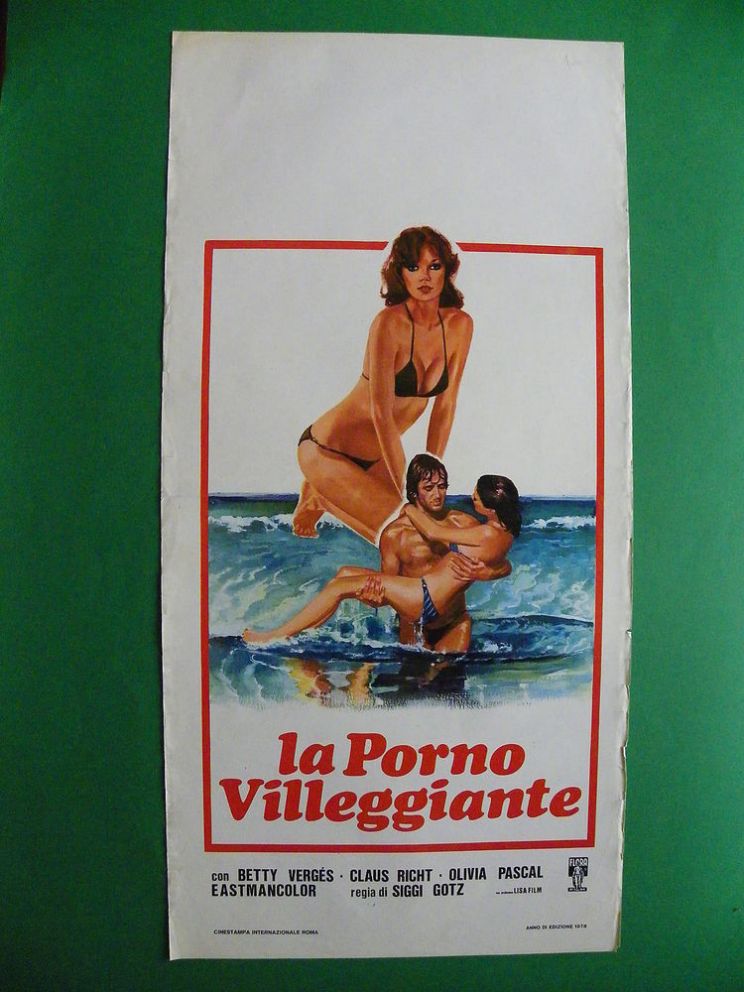 la Porno
Villeggiante
con BETTY VERGÉS · CLAUS RICHT · OLIVIA PASCAL
EASTMANCOLOR regia di SIGGI GOTZ LISA FILM
FLORA
CINESTAMPA INTERNAZIONALE ROMA
ANNO DI EDIZIONE 1978